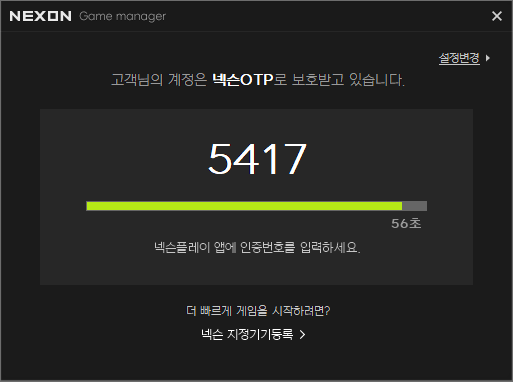 NEXON Game manager
설정변경
고객님의 계정은 넥슨OTP로 보호받고 있습니다.
5417
56초
넥슨플레이 앱에 인증번호를 입력하세요.
더 빠르게 게임을 시작하려면?
넥슨 지정기기등록 >